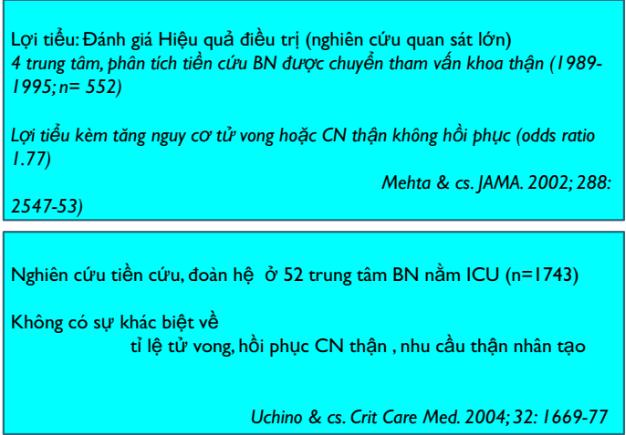 Lợi tiểu: Đánh giá Hiệu quả điều trị (nghiên cứu quan sát lớn)
4 trung tâm, phân tích tiền cứu BN được chuyển tham vấn khoa thận (1989-
1995; n= 552)
Lợi tiểu kèm tăng nguy cơ tử vong hoặc CN thận không hồi phục (odds ratio
1.77)
Mehta & cs. JAMA. 2002; 288:
2547-53)
Nghiên cứu tiền cứu, đoàn hệ ở 52 trung tâm BN nằm ICU (n=1743)
Không có sự khác biệt về
tỉ lệ tử vong, hồi phục CN thận , nhu cầu thận nhân tạo
Uchino & cs. Crit Care Med. 2004; 32: 1669-77